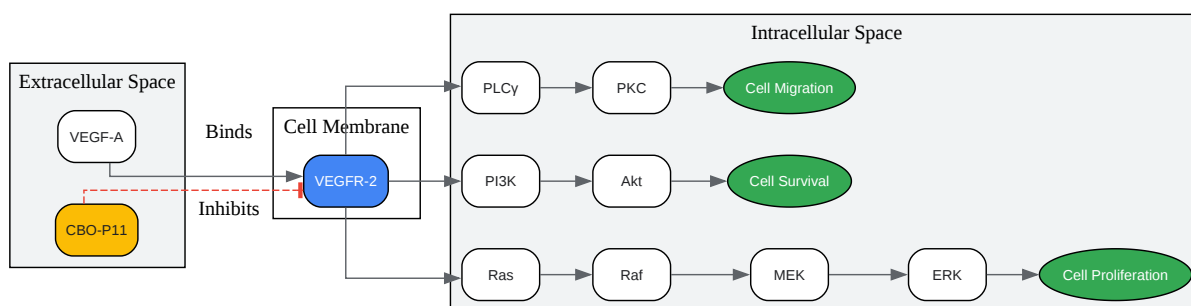 Intracellular Space
Extracellular Space
VEGF-A
CBO-P11
Binds
Inhibits
Cell Membrane
VEGFR-2
PLCγ
PKC
Cell Migration
PI3K
Akt
Cell Survival
Ras
Raf
MEK
ERK
Cell Proliferation